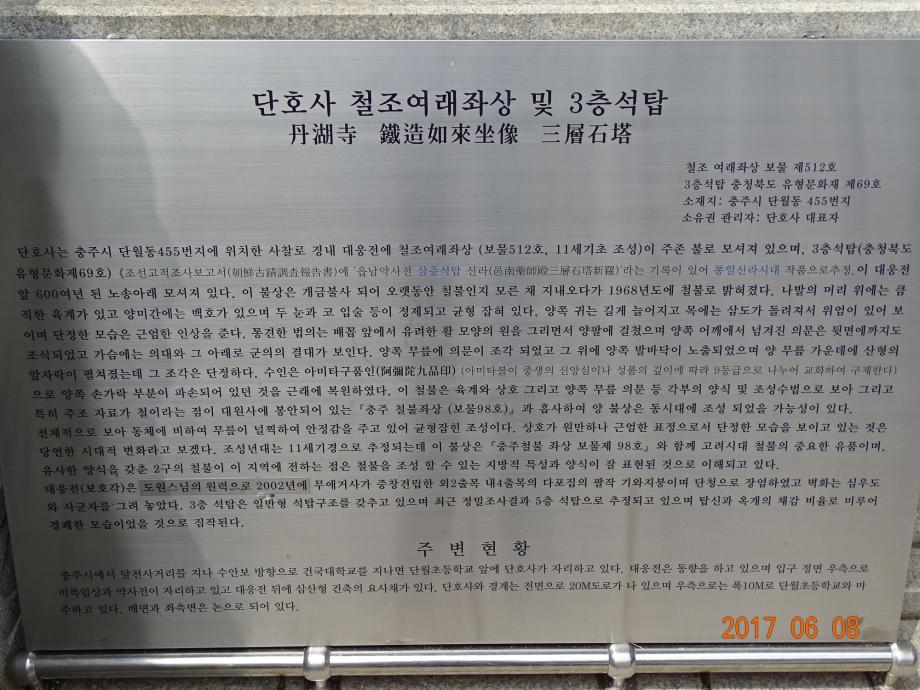 단호사 철조여래좌상 및 3층석탑
丹湖寺 鐵造如來坐像 三層石塔
철조 여래좌상 보물 제512호
3층석탑 충청북도 유형문화재 제69호
소재지: 충주시 단월동 455번지
소유권 관리자: 단호사 대표자
단호사는 충주시 단월동455번지에 위치한 사찰로 경내 대웅전에 철조여래좌상 (보물512호, 11세기초 조성)이 주존 불로 모셔져 있으며, 3층석탑(충청북도
유형문화제69호) 《조선고적조사보고서(朝鮮古蹟調査報告書)에 '읍남약사전 삼층석탑 신라(邑南藥師殿三層石塔新羅)'라는 기록이 있어 통일신라시대 작품으로추정. 이 대웅전
앞 600여년 된 노송아래 모셔져 있다. 이 불상은 개금불사 되어 오랫동안 철불인지 모른 채 지내오다가 1968년도에 철불로 밝혀졌다. 나발의 머리 위에는 큼
직한 육계가 있고 양미간에는 백호가 있으며 두 눈과 코 입술 등이 정제되고 균형 잡혀 있다. 양쪽 귀는 길게 늘어지고 목에는 삼도가 돌려져서 위엄이 있어 보
이며 단정한 모습은 근엄한 인상을 준다. 통견한 법의는 배꼽 앞에서 유려한 활 모양의 원을 그리면서 양팔에 걸쳤으며 양쪽 어깨에서 넘겨진 의문은 뒷면에까지도
조식되었고 가슴에는 의대와 그 아래로 군의의 결대가 보인다. 양쪽 무릎에 의문이 조각 되었고 그 위에 양쪽 발바닥이 노출되었으며 양 무릎 가운데에 산형의
앞자락이 펼쳐졌는데 그 조각은 단정하다. 수인은 아미타구품인(阿彌陀九品印) (아미타불이 중생의 신앙심이나 성품의 깊이에 따라 9등급으로 나누어 교화하여 구제한다)
으로 양쪽 손가락 부분이 파손되어 있던 것을 근래에 복원하였다. 이 철불은 육계와 상호 그리고 양쪽 무릎 의문 등 각부의 양식 및 조성수법으로 보아 그리고
특히 주조 자료가 철이라는 점이 대원사에 봉안되어 있는『충주 철불좌상 (보물98호)』과 흡사하여 양 불상은 동시대에 조성 되었을 가능성이 있다.
전체적으로 보아 동체에 비하여 무릎이 널찍하여 안정감을 주고 있어 균형잡힌 조성이다. 상호가 원만하나 근엄한 표정으로서 단정한 모습을 보이고 있는 것은
당연한 시대적 변화라고 보겠다. 조성년대는 11세기경으로 추정되는데 이 불상은『충주철불 좌상 보물제 98호』와 함께 고려시대 철불의 중요한 유품이며,
유사한 양식을 갖춘 2구의 철불이 이 지역에 전하는 점은 철불을 조성 할 수 있는 지방적 특성과 양식이 잘 표현된 것으로 이해되고 있다.
대웅전(보호각)은 도원스님의 원력으로 2002년에 무애거사가 중창건립한 외2출목 내4출목의 다포집의 팔작 기와지붕이며 단청으로 장엄하였고 벽화는 심우도
와 사군자를 그려 놓았다. 3층 석탑은 일반형 석탑구조를 갖추고 있으며 최근 정밀조사결과 5층 석탑으로 추정되고 있으며 탑신과 옥개의 체감 비율로 미루어
경쾌한 모습이었을 것으로 짐작된다.
주 변 현 황
충주시에서 달천사거리를 지나 수안보 방향으로 건국대학교를 지나면 단월초등학교 앞에 단호사가 자리하고 있다. 대웅전은 동향을 하고 있으며 입구 정면 우측으로
미륵입상과 약사전이 자리하고 있고 대웅전 뒤에 삼산형 건축의 요사채가 있다. 단호사와 경계는 전면으로 20M도로가 나 있으며 우측으로는 폭10M로 단월초등학교와 마
주하고 있다. 배면과 좌측면은 논으로 되어 있다.
2017 06 08